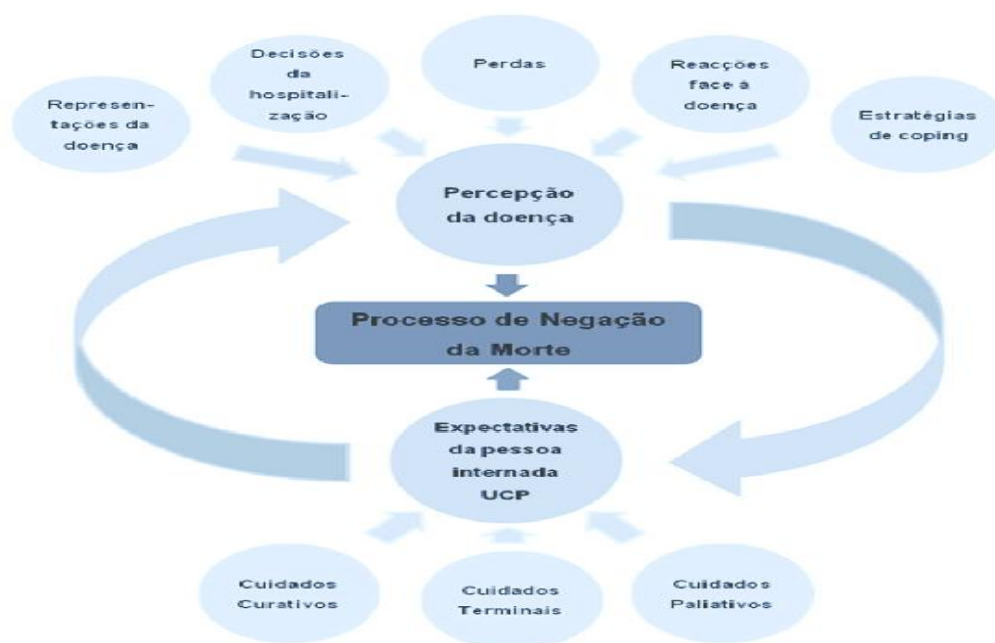 Decisões
da
hospitali-
zação
Perdas
Reacções
face à
doença
Represen-
tações da
doença
Estratégias
de coping
Percepção
da doença
Processo de Negação
da Morte
Expectativas
da pessoa
internada
UCP
Cuidados
Curativos
Cuidados
Terminais
Cuidados
Paliativos